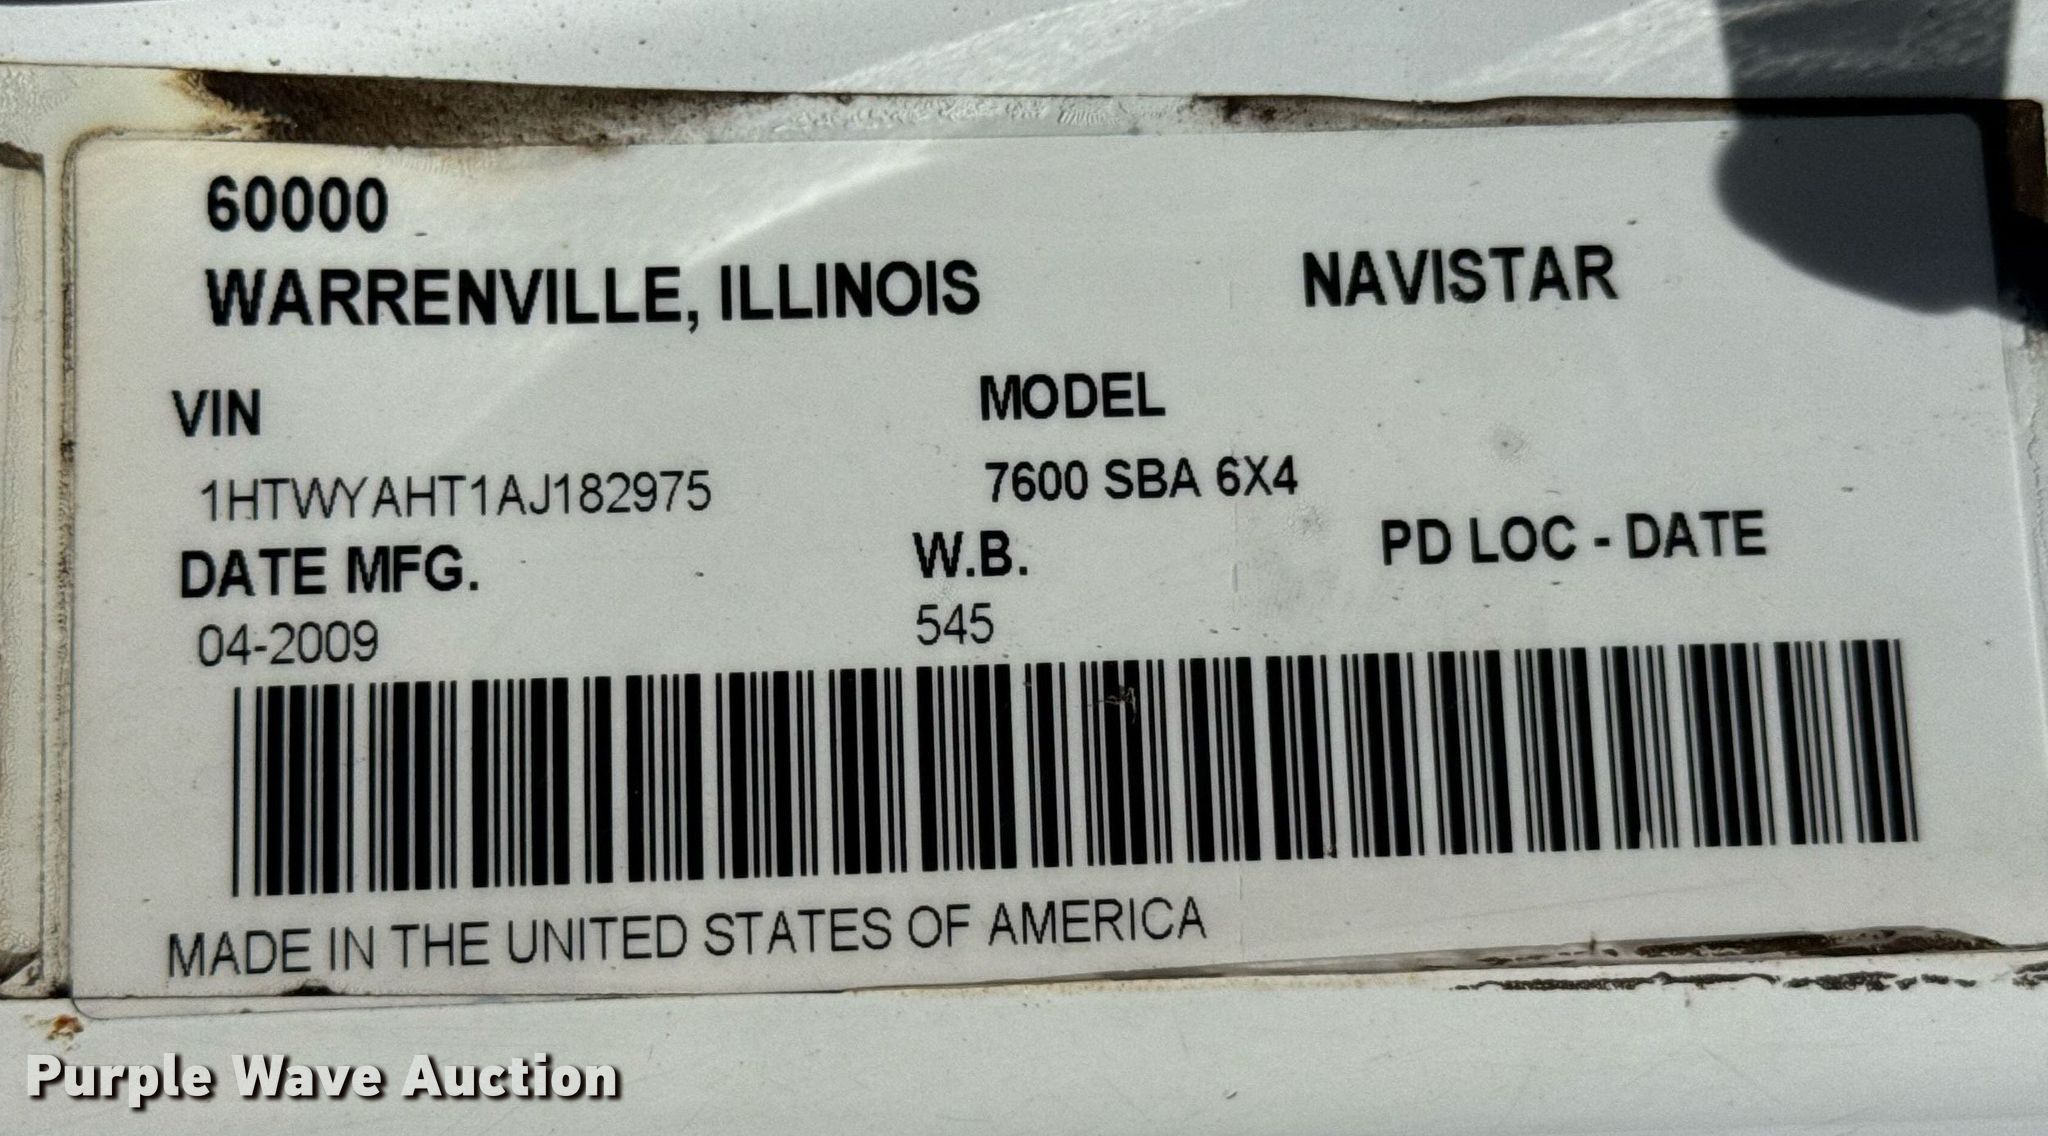 60000
WARRENVILLE, ILLINOIS NAVISTAR
VIN MODEL
1HTWYAHT1AJ182975 7600 SBA 6X4
DATE MFG. W.B. PD LOC - DATE
04-2009 545
MADE IN THE UNITED STATES OF AMERICA
Purple Wave Auction